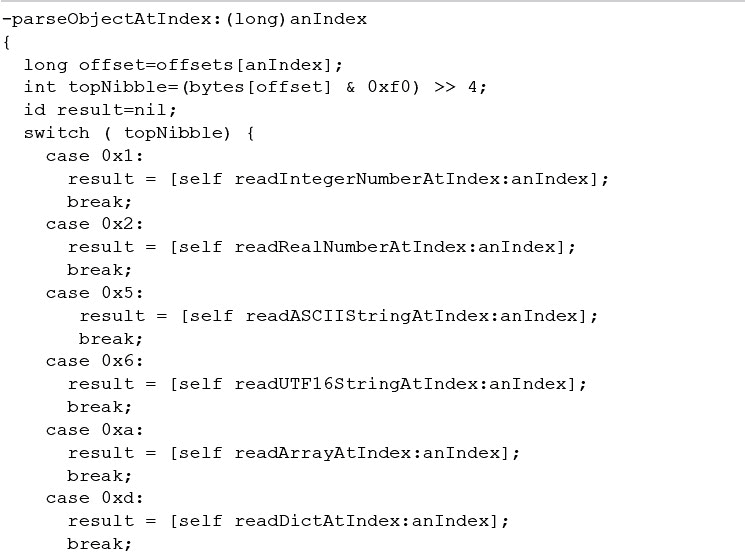 -parseObjectAtIndex:(long)anIndex
{
  long offset=offsets[anIndex];
  int topNibble=(bytes[offset] & 0xf0) >> 4;
  id result=nil;
  switch ( topNibble) {
    case 0x1:
      result = [self readIntegerNumberAtIndex:anIndex];
      break;
    case 0x2:
      result = [self readRealNumberAtIndex:anIndex];
      break;
    case 0x5:
       result = [self readASCIIStringAtIndex:anIndex];
       break;
    case 0x6:
      result = [self readUTF16StringAtIndex:anIndex];
      break;
    case 0xa:
      result = [self readArrayAtIndex:anIndex];
      break;
    case 0xd:
      result = [self readDictAtIndex:anIndex];
      break;